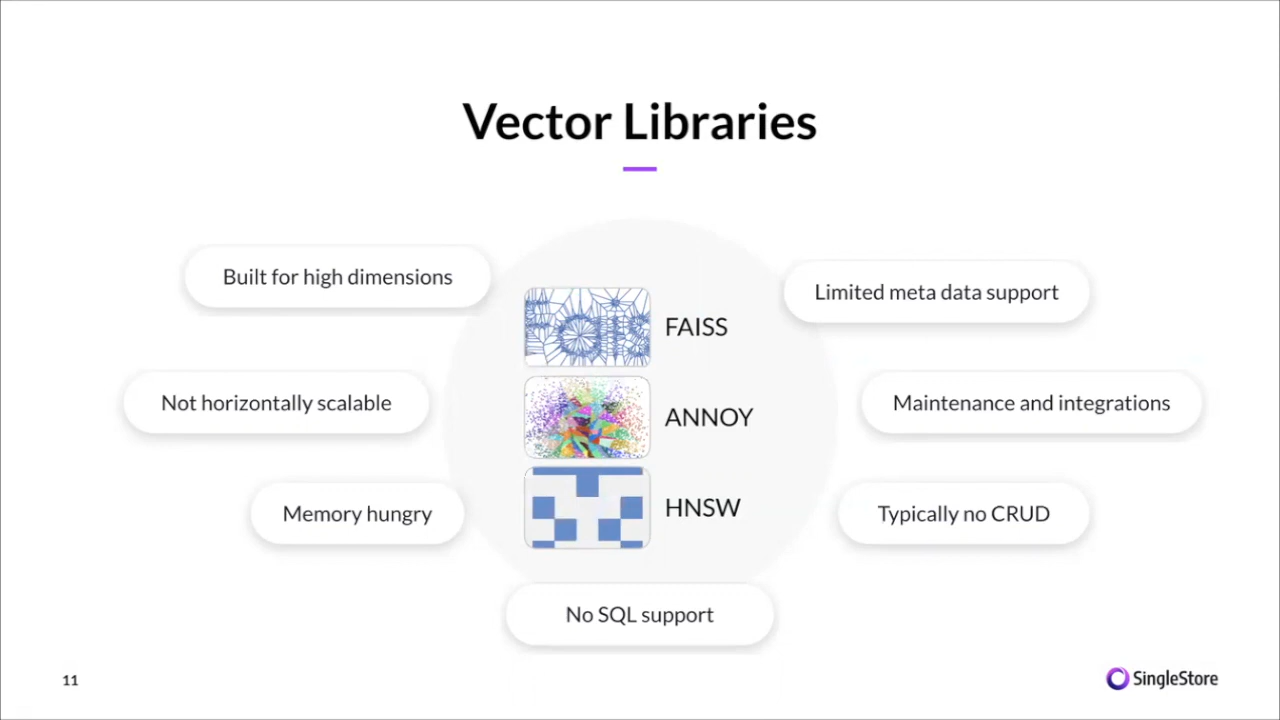 Vector Libraries
Built for high dimensions
Limited meta data support
FAISS
Not horizontally scalable
ANNOY
Maintenance and integrations
Memory hungry
HNSW
Typically no CRUD
No SQL support
11
SingleStore